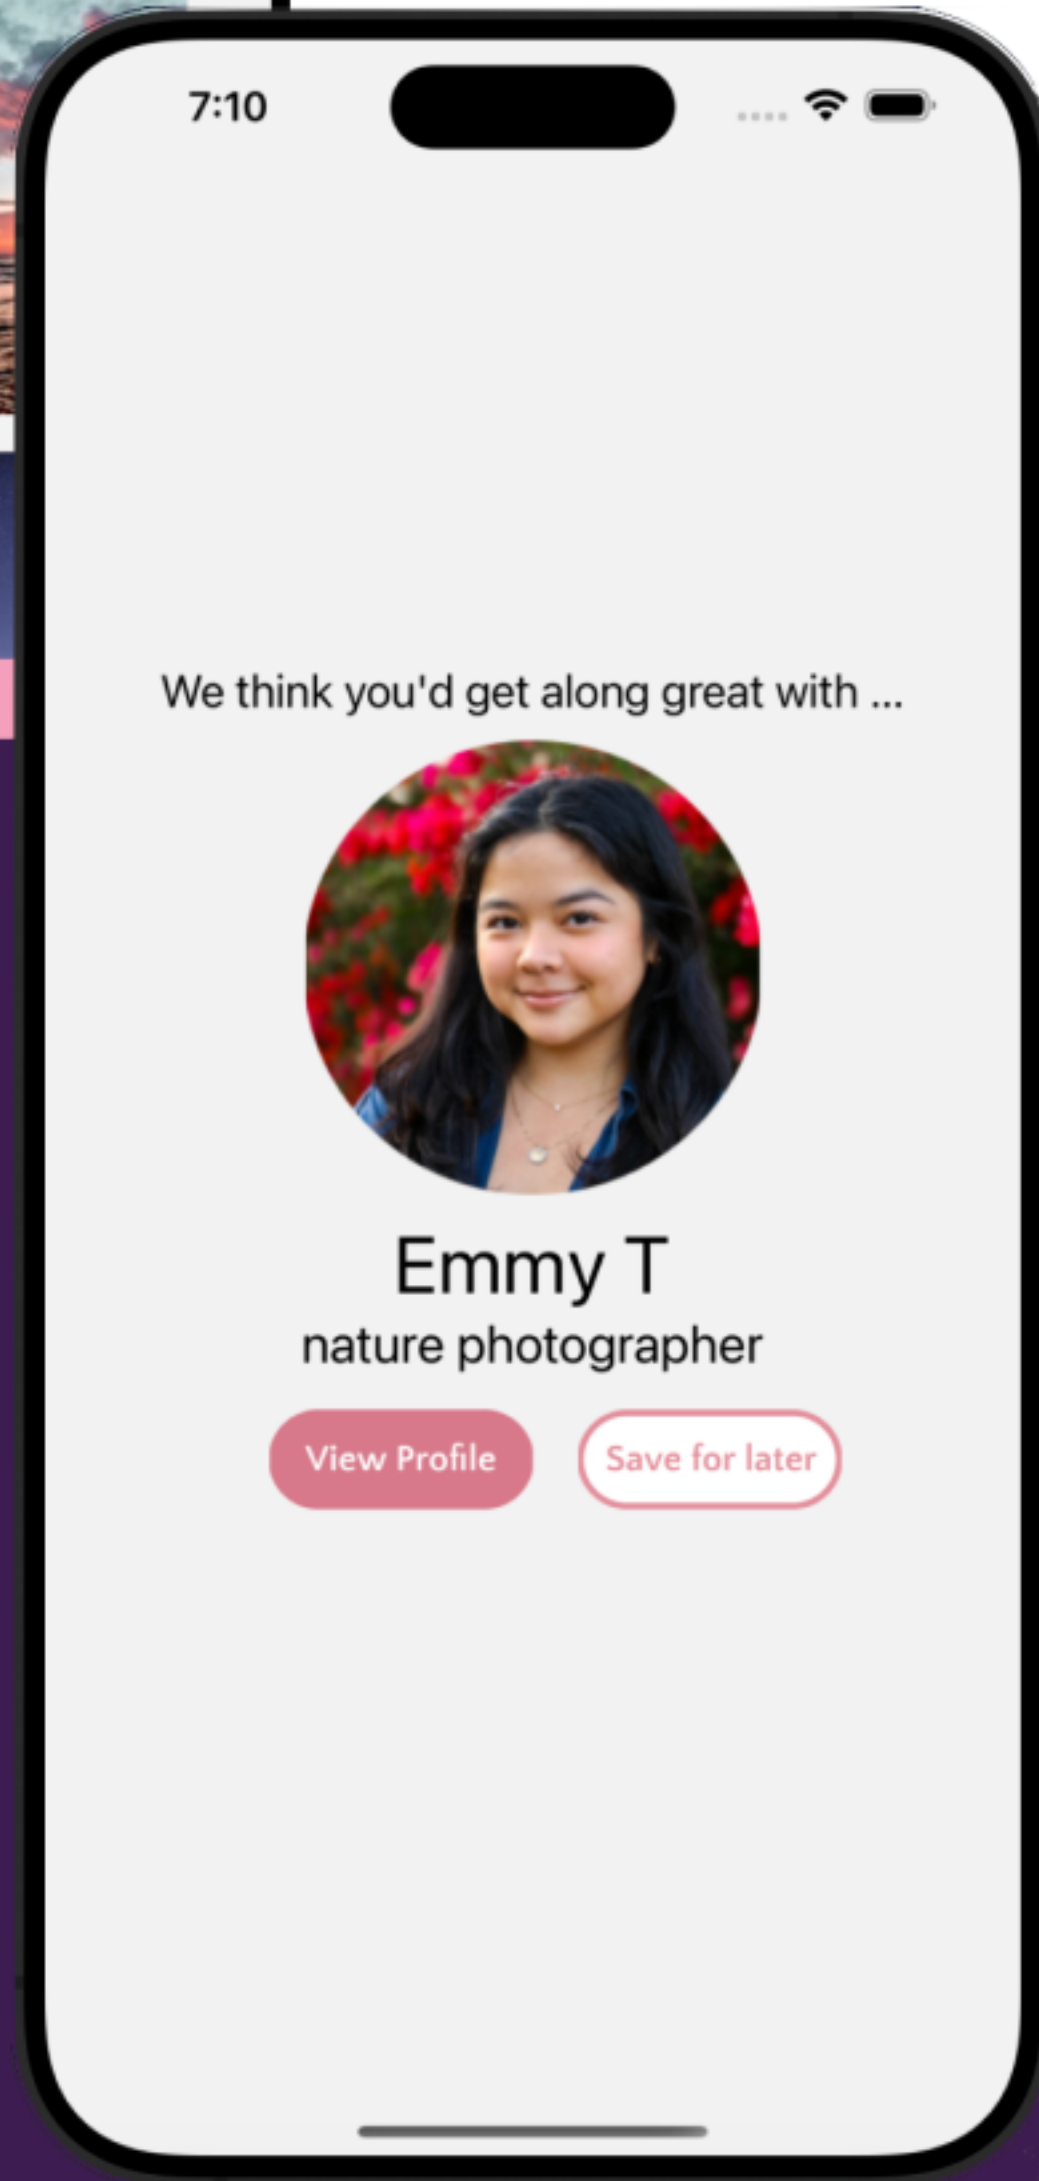 7:10
We think you'd get along great with ...
Emmy T
nature photographer
View Profile
Save for later